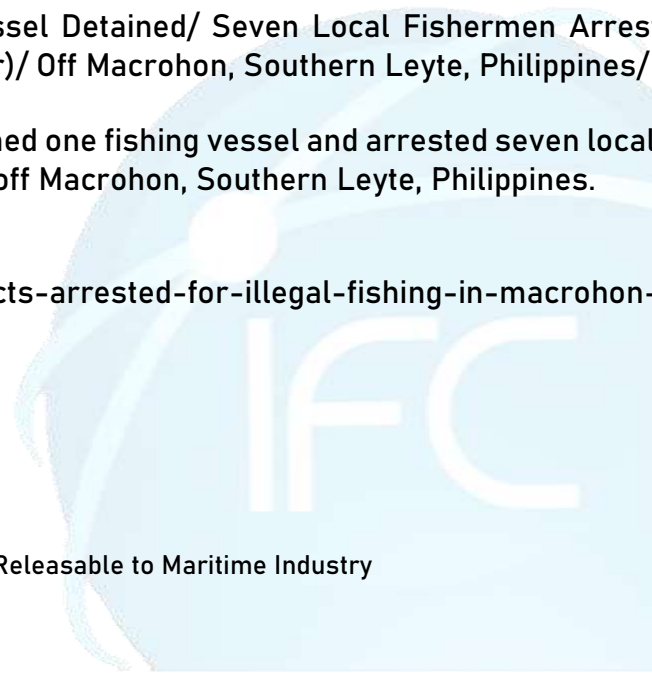 ssel Detained/ Seven Local Fishermen Arres
r)/ Off Macrohon, Southern Leyte, Philippines/
ned one fishing vessel and arrested seven local
off Macrohon, Southern Leyte, Philippines.
cts-arrested-for-illegal-fishing-in-macrohon-
IFC
Releasable to Maritime Industry